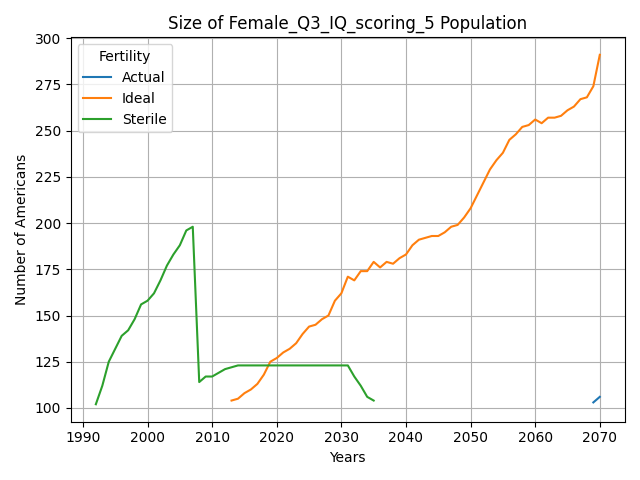 Size of Female_Q3_IQ_scoring_5 Population
Number of Americans
300
275
250
225
200
175
150
125
100
Fertility
Actual
Ideal
Sterile
1990 2000 2010 2020 2030 2040 2050 2060 2070
Years